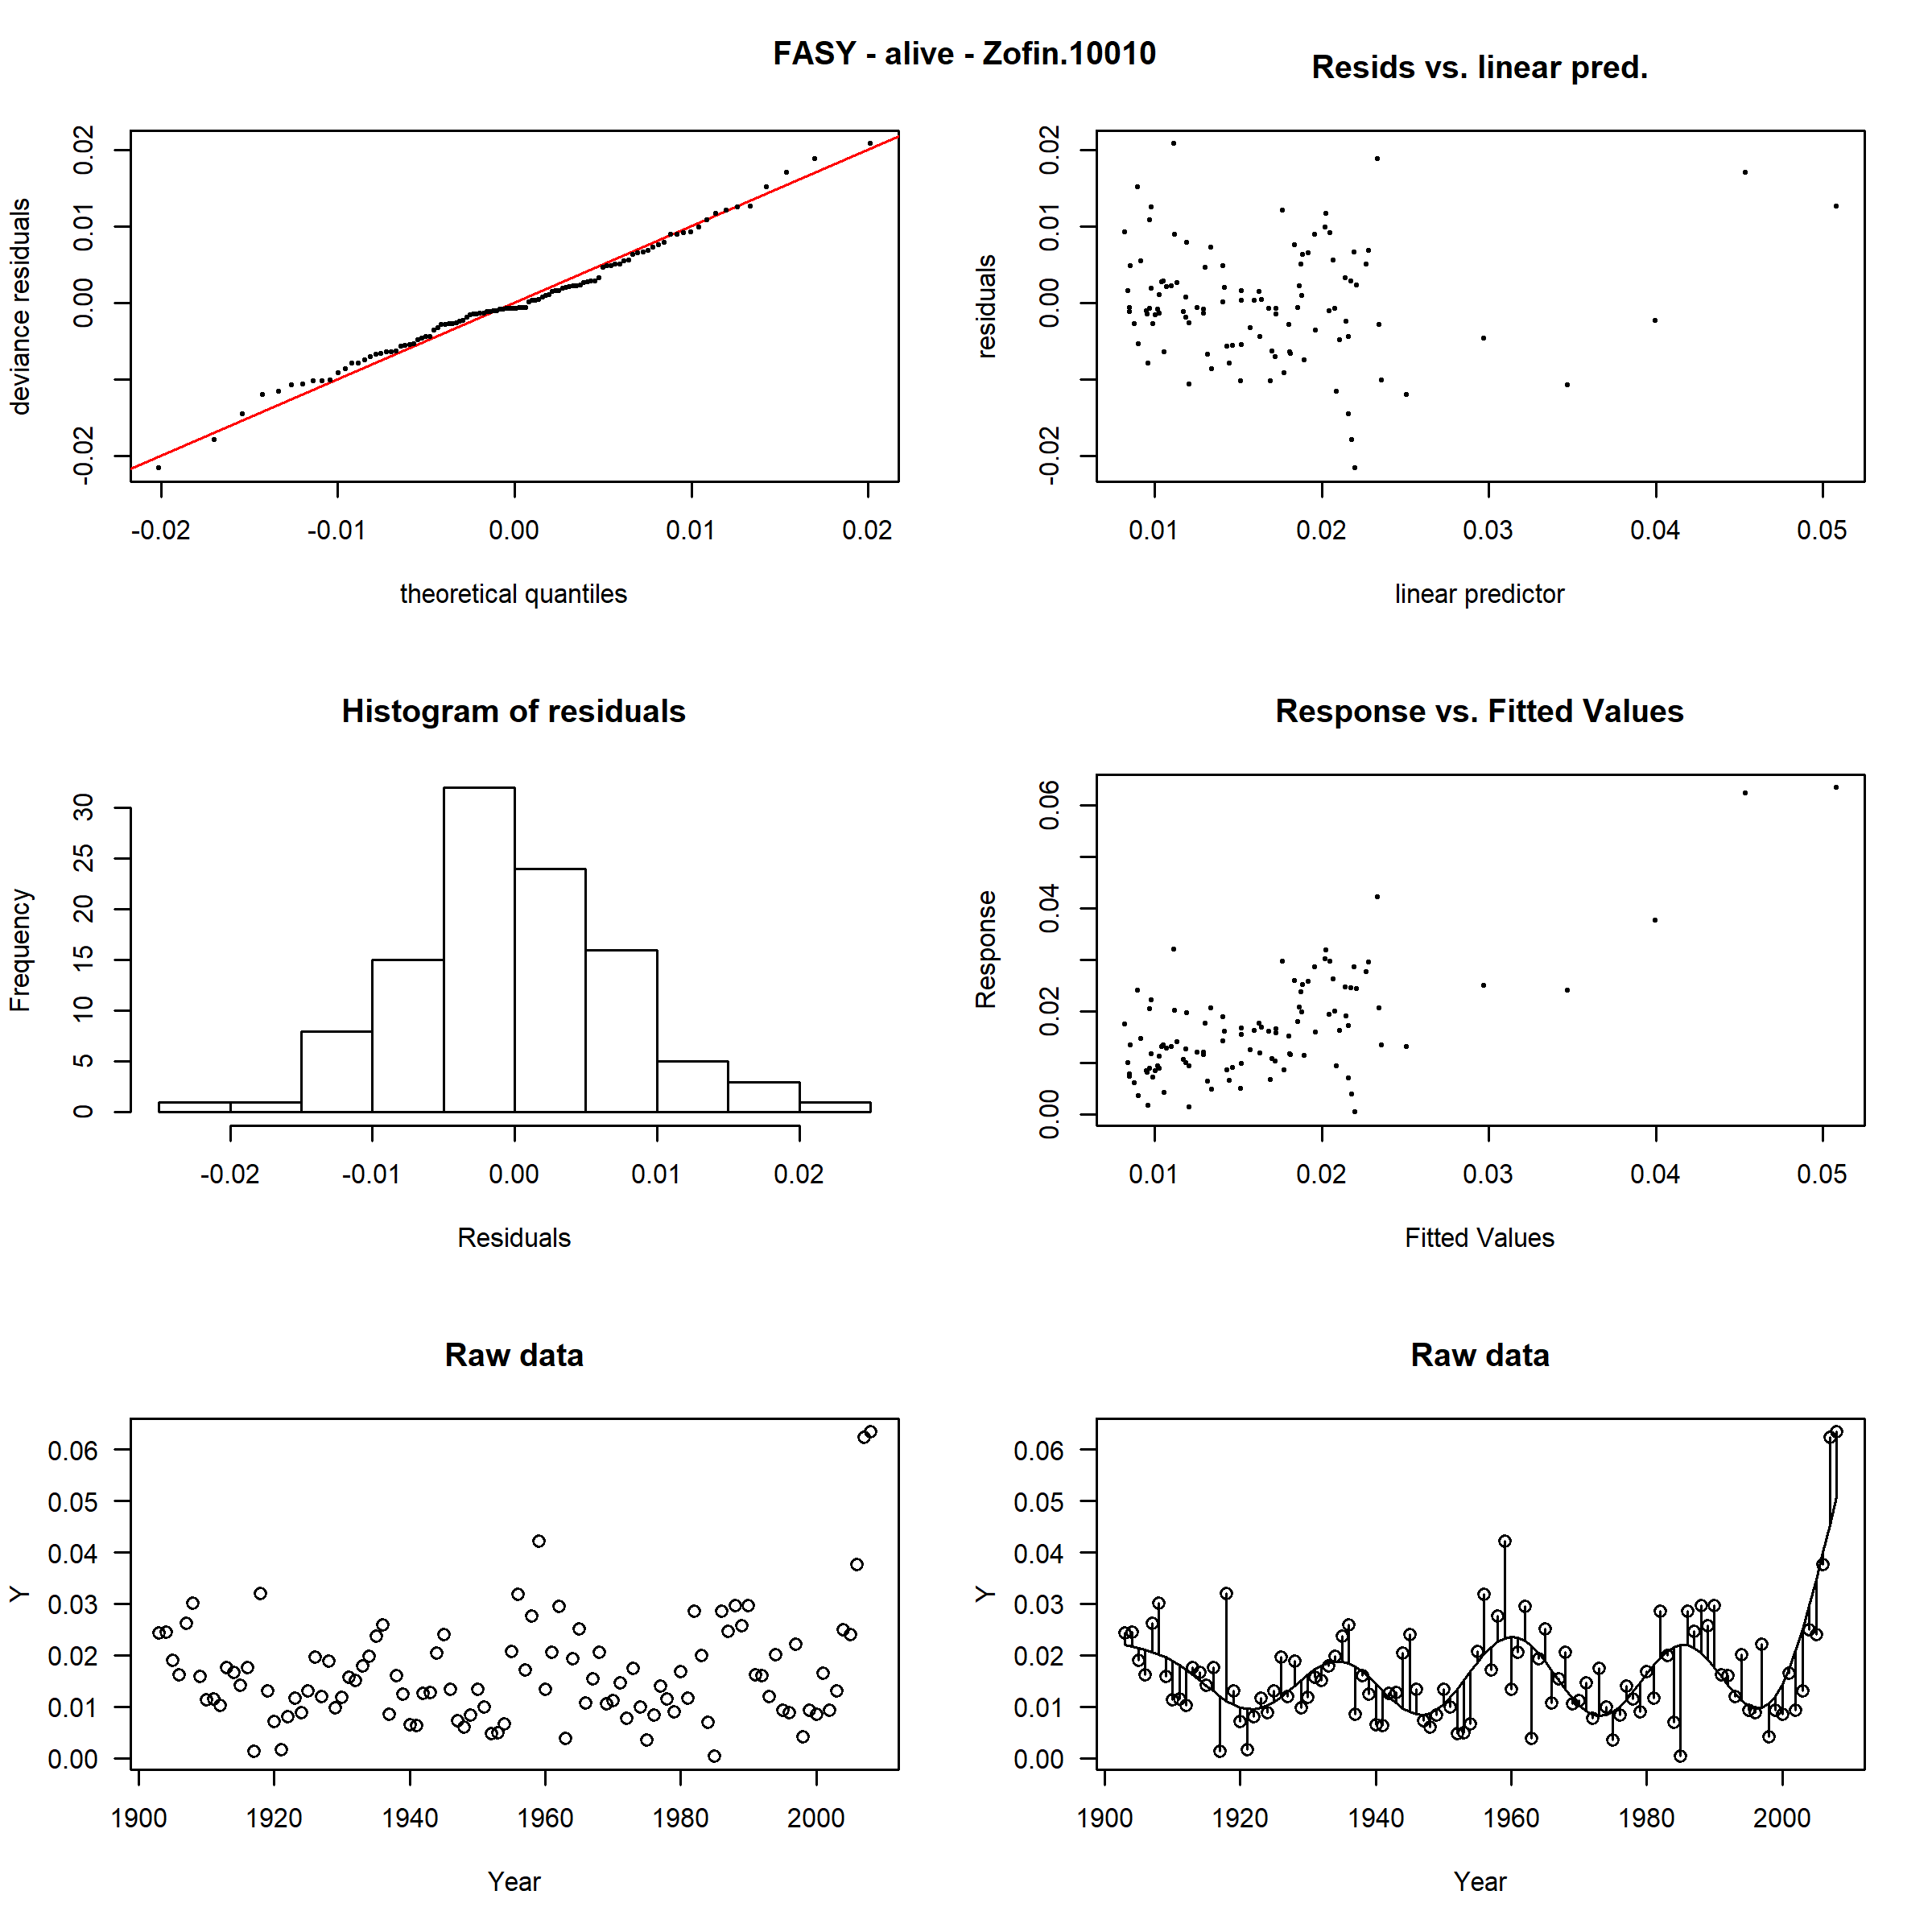 FASY - alive - Zofin.10010
Resids vs. linear pred.
deviance residuals
-0.02 0.00 0.01 0.02
-0.02 -0.01 0.00 0.01 0.02
theoretical quantiles
residuals
-0.02 0.00 0.01 0.02
0.01 0.02 0.03 0.04 0.05
linear predictor
Histogram of residuals
Frequency
0 5 10 15 20 25 30
-0.02 -0.01 0.00 0.01 0.02
Residuals
Response vs. Fitted Values
Response
0.00 0.02 0.04 0.06
0.01 0.02 0.03 0.04 0.05
Fitted Values
Raw data
Y
0.06
0.05
0.04
0.03
0.02
0.01
0.00
1900 1920 1940 1960 1980 2000
Year
Raw data
Y
0.06
0.05
0.04
0.03
0.02
0.01
0.00
1900 1920 1940 1960 1980 2000
Year